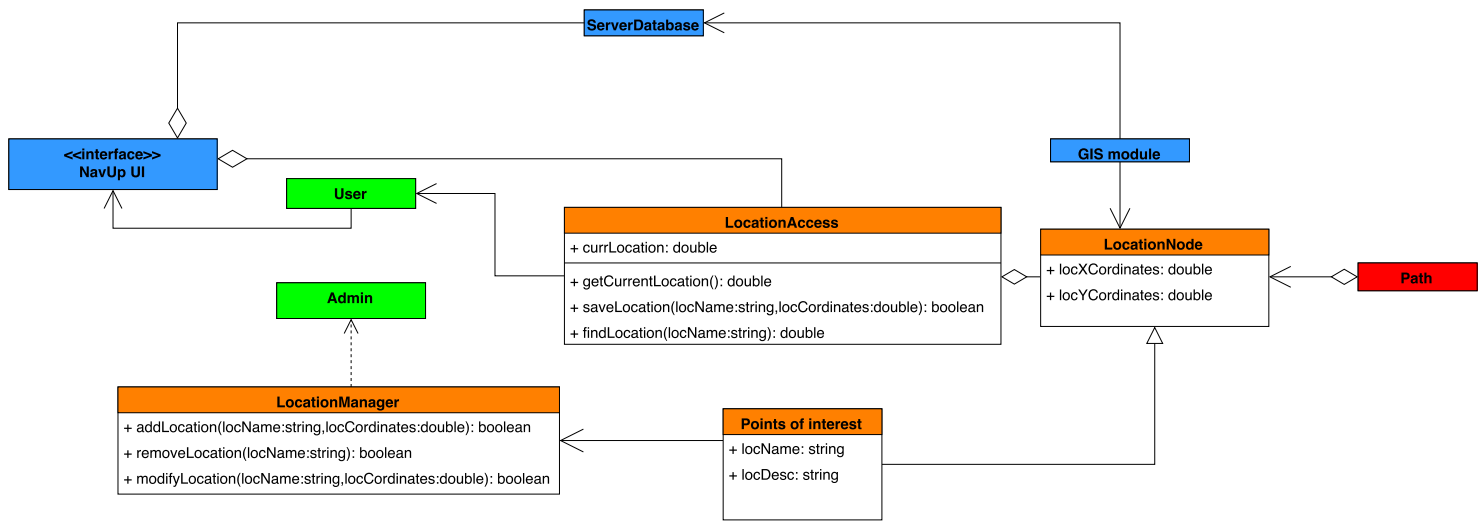 ServerDatabase
<<interface>>
NavUp UI
GIS module
User
LocationAccess
+ currLocation: double
+ getCurrentLocation(): double
+ saveLocation(locName:string,locCordinates:double): boolean
+ findLocation(locName:string): double
LocationNode
+ locXCordinates: double
+ locYCordinates: double
Path
Admin
LocationManager
+ addLocation(locName:string,locCordinates:double): boolean
+ removeLocation(locName:string): boolean
+ modifyLocation(locName:string,locCordinates:double): boolean
Points of interest
+ locName: string
+ locDesc: string